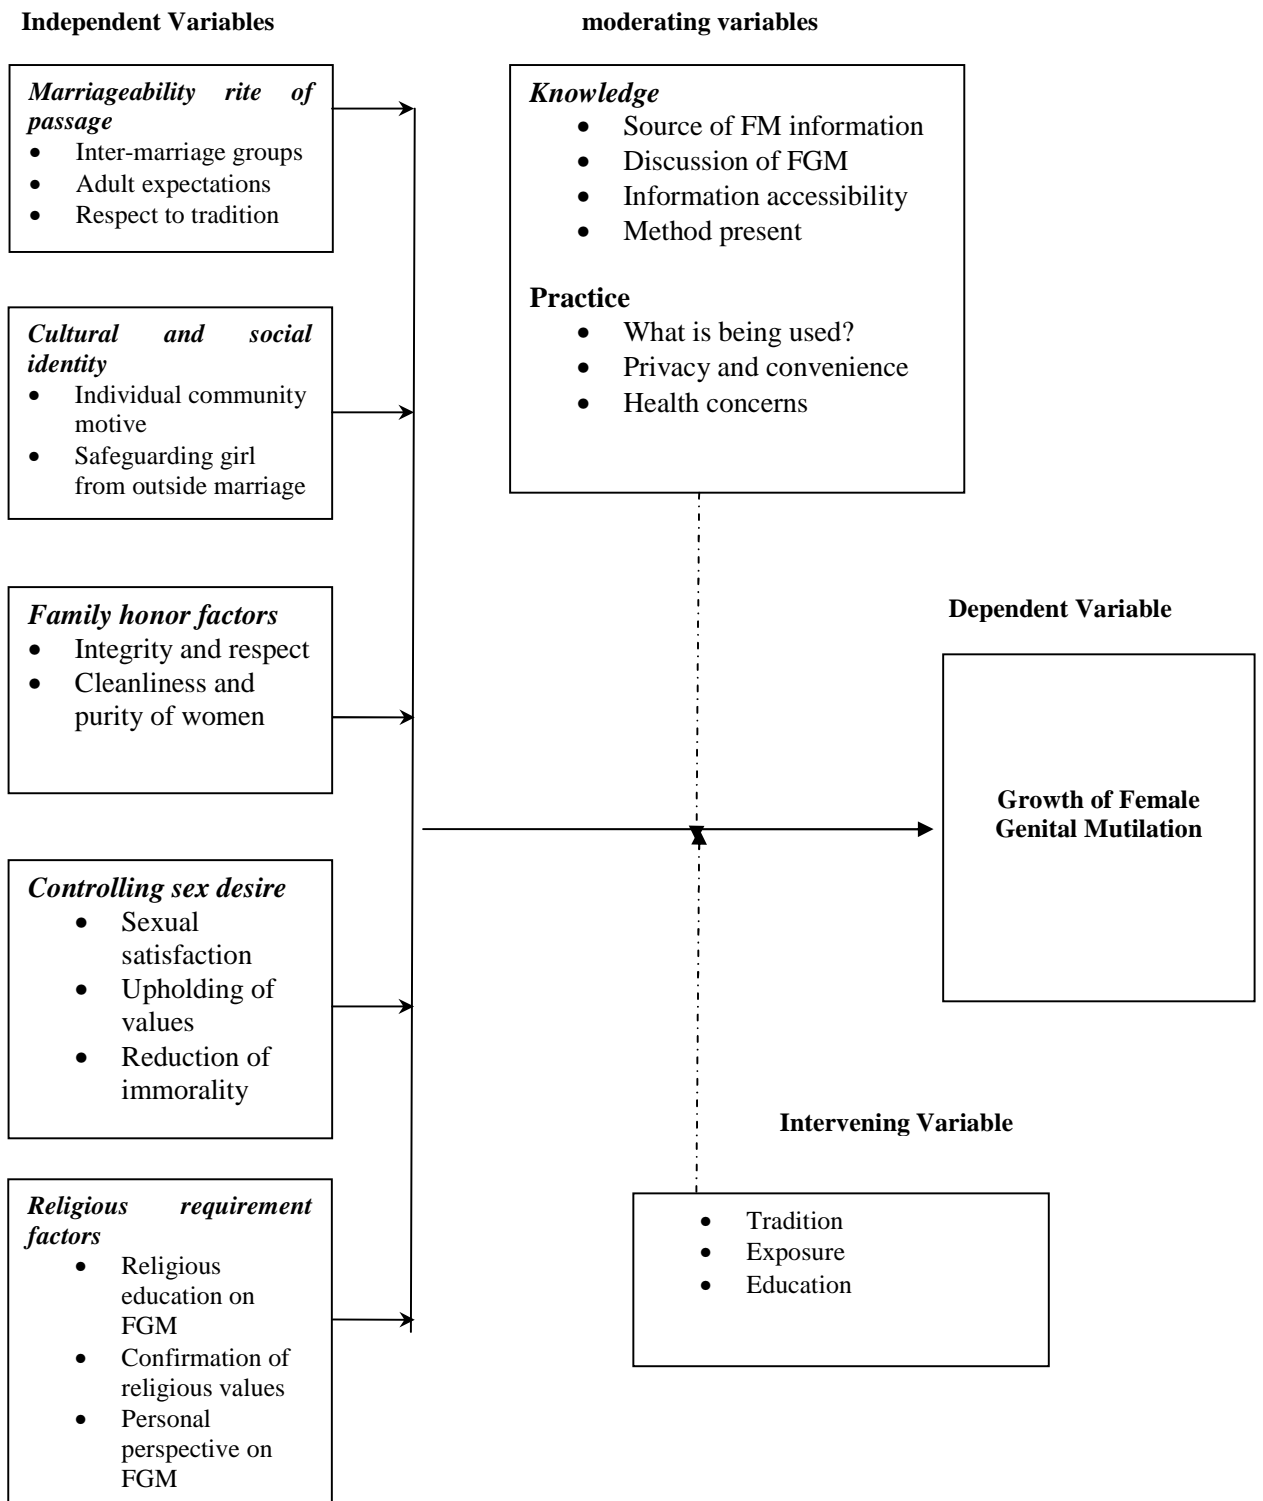 Independent Variables
moderating variables
Marriageability rite of
passage
• Inter-marriage groups
• Adult expectations
• Respect to tradition
Knowledge
• Source of FM information
• Discussion of FGM
• Information accessibility
• Method present
Practice
• What is being used?
• Privacy and convenience
• Health concerns
Cultural and social
identity
• Individual community
motive
• Safeguarding girl
from outside marriage
Family honor factors
• Integrity and respect
• Cleanliness and
purity of women
Dependent Variable
Growth of Female
Genital Mutilation
Controlling sex desire
• Sexual
satisfaction
• Upholding of
values
• Reduction of
immorality
Intervening Variable
• Tradition
• Exposure
• Education
Religious requirement
factors
• Religious
education on
FGM
• Confirmation of
religious values
• Personal
perspective on
FGM